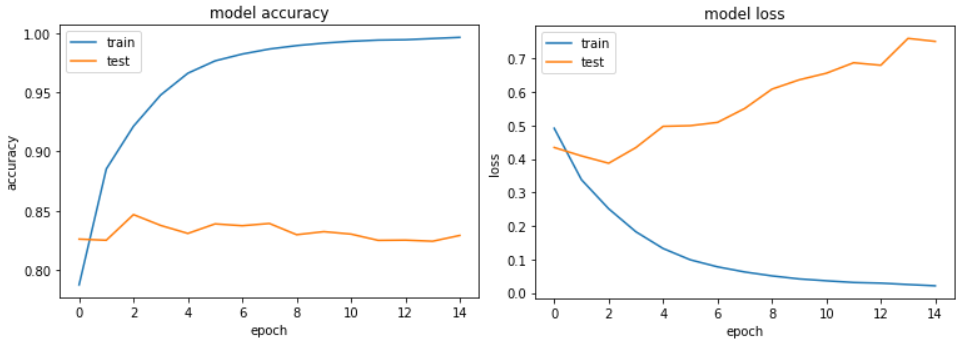 model accuracy
train
test
1.00
0.95
0.90
0.85
0.80
accuracy
0 2 4 6 8 10 12 14
epoch
model loss
train
test
0.7
0.6
0.5
0.4
0.3
0.2
0.1
0.0
loss
0 2 4 6 8 10 12 14
epoch